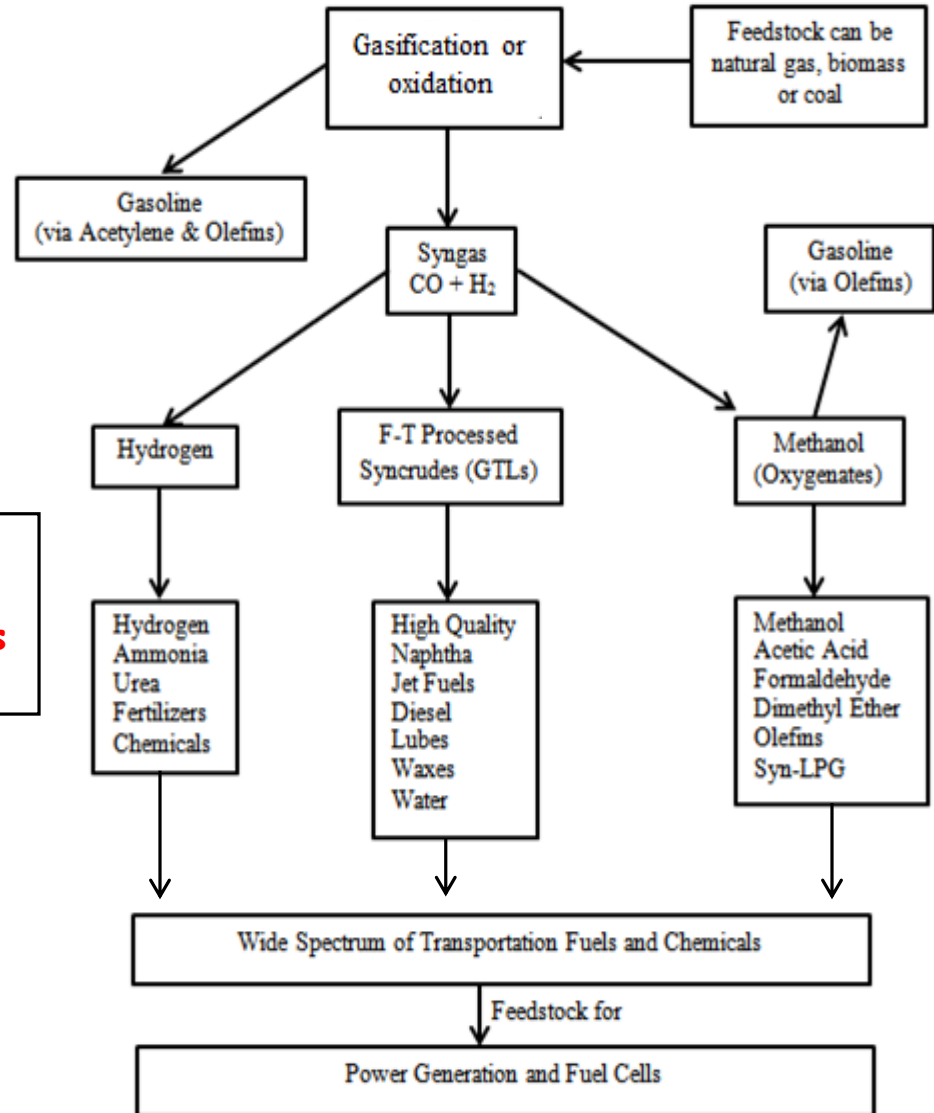 Gasification or
oxidation
Feedstock can be
natural gas, biomass
or coal
Gasoline
(via Acetylene & Olefins)
Syngas
CO + H₂
Gasoline
(via Olefins)
Hydrogen
F-T Processed
Syncrudes (GTLs)
Methanol
(Oxygenates)
s
Hydrogen
Ammonia
Urea
Fertilizers
Chemicals
High Quality
Naphtha
Jet Fuels
Diesel
Lubes
Waxes
Water
Methanol
Acetic Acid
Formaldehyde
Dimethyl Ether
Olefins
Syn-LPG
Wide Spectrum of Transportation Fuels and Chemicals
Feedstock for
Power Generation and Fuel Cells